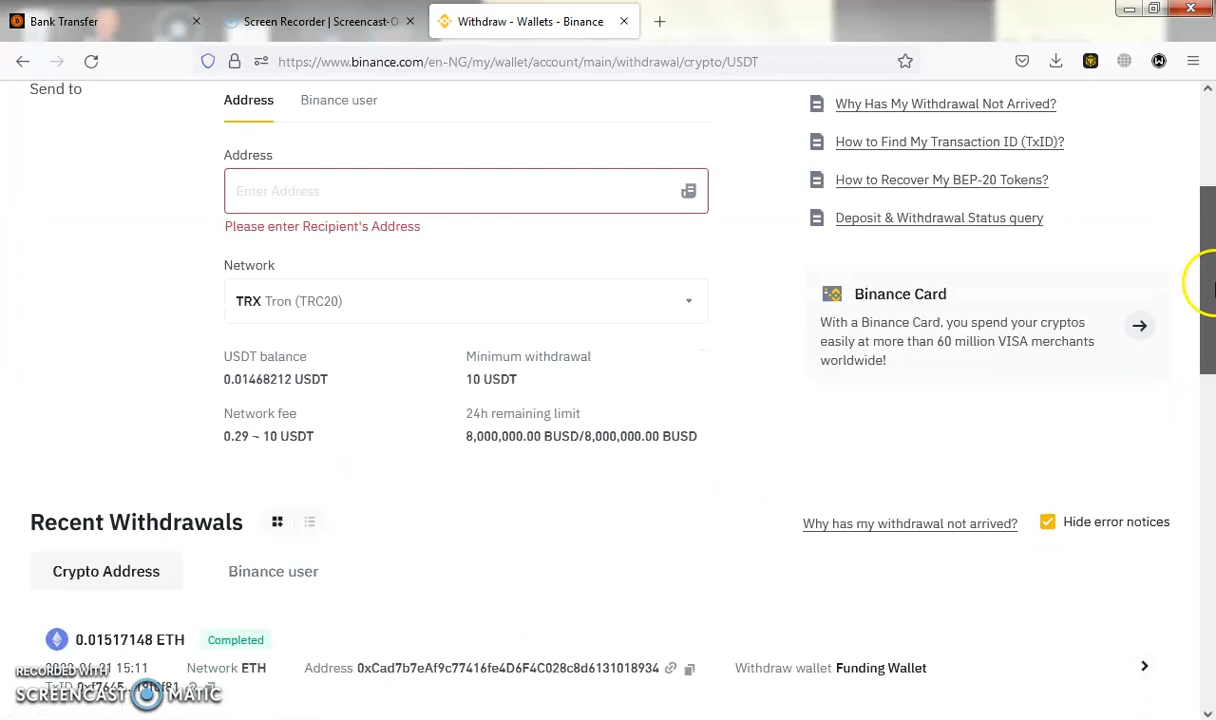 Bank Transfer
Screen Recorder | Screencast-O
Withdraw - Wallets - Binance
https://www.binance.com/en-NG/my/wallet/account/main/withdrawal/crypto/USDT
Send to
Address Binance user
Address
Enter Address
Please enter Recipient's Address
Network
TRX Tron (TRC20)
USDT balance Minimum withdrawal
0.01468212 USDT 10 USDT
Network fee 24h remaining limit
0.29 ~ 10 USDT 8,000,000.00 BUSD/8,000,000.00 BUSD
Why Has My Withdrawal Not Arrived?
How to Find My Transaction ID (TxID)?
How to Recover My BEP-20 Tokens?
Deposit & Withdrawal Status query
Binance Card
With a Binance Card, you spend your cryptos
easily at more than 60 million VISA merchants
worldwide!
Recent Withdrawals
Why has my withdrawal not arrived? Hide error notices
Crypto Address Binance user
0.01517148 ETH Completed
15:11 Network ETH Address 0xCad7b7eAf9c77416fe4D6F4C028c8d6131018934 Withdraw wallet Funding Wallet
RECORDED WITH
SCREENCAST MATIC